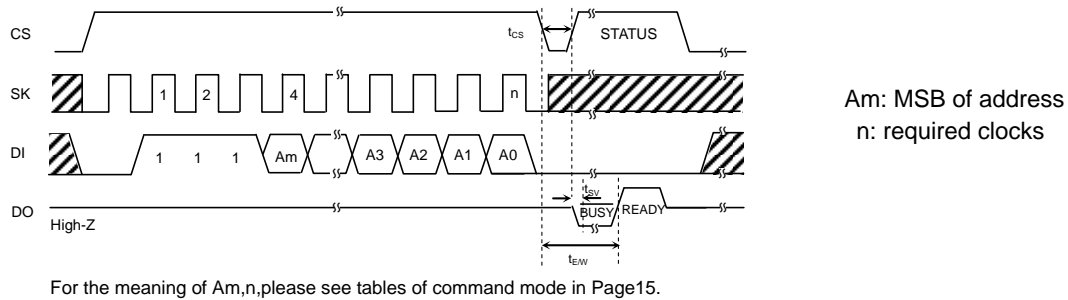 CS
tCS
STATUS
SK
1 2 4 n
Am: MSB of address
n: required clocks
DI
1 1 1 Am A3 A2 A1 A0
tSV
DO
BUSY READY
High-Z
tE/W
For the meaning of Am,n,please see tables of command mode in Page15.